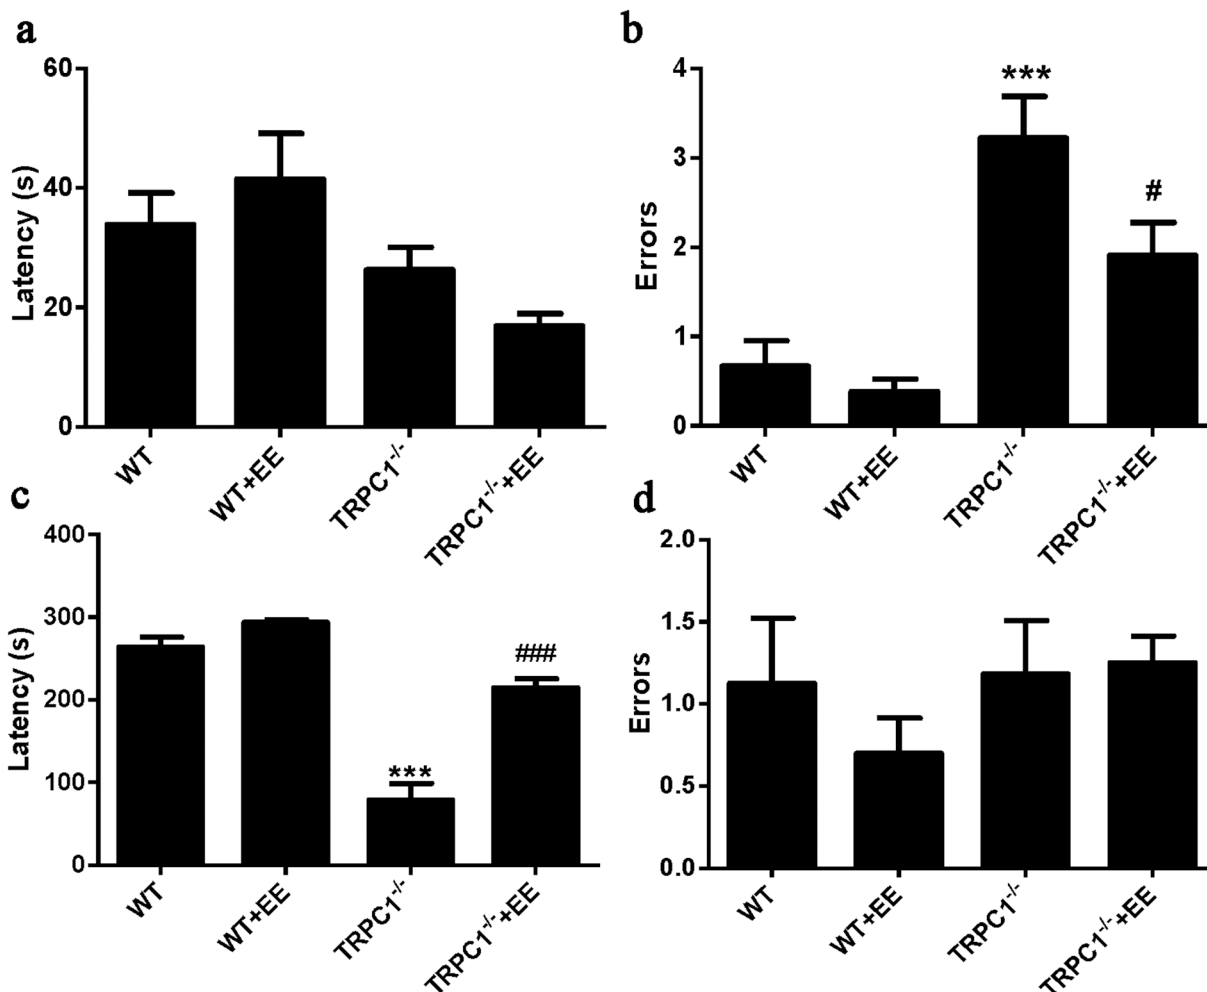 a
60
40
20
0
Latency (s)
WT
WT+EE
TRPC1-/-
TRPC1-/-+EE
b
4
3
2
1
0
Errors
***
#
WT
WT+EE
TRPC1-/-
TRPC1-/-+EE
c
400
300
200
100
0
Latency (s)
***
###
WT
WT+EE
TRPC1-/-
TRPC1-/-+EE
d
2.0
1.5
1.0
0.5
0.0
Errors
WT
WT+EE
TRPC1-/-
TRPC1-/-+EE